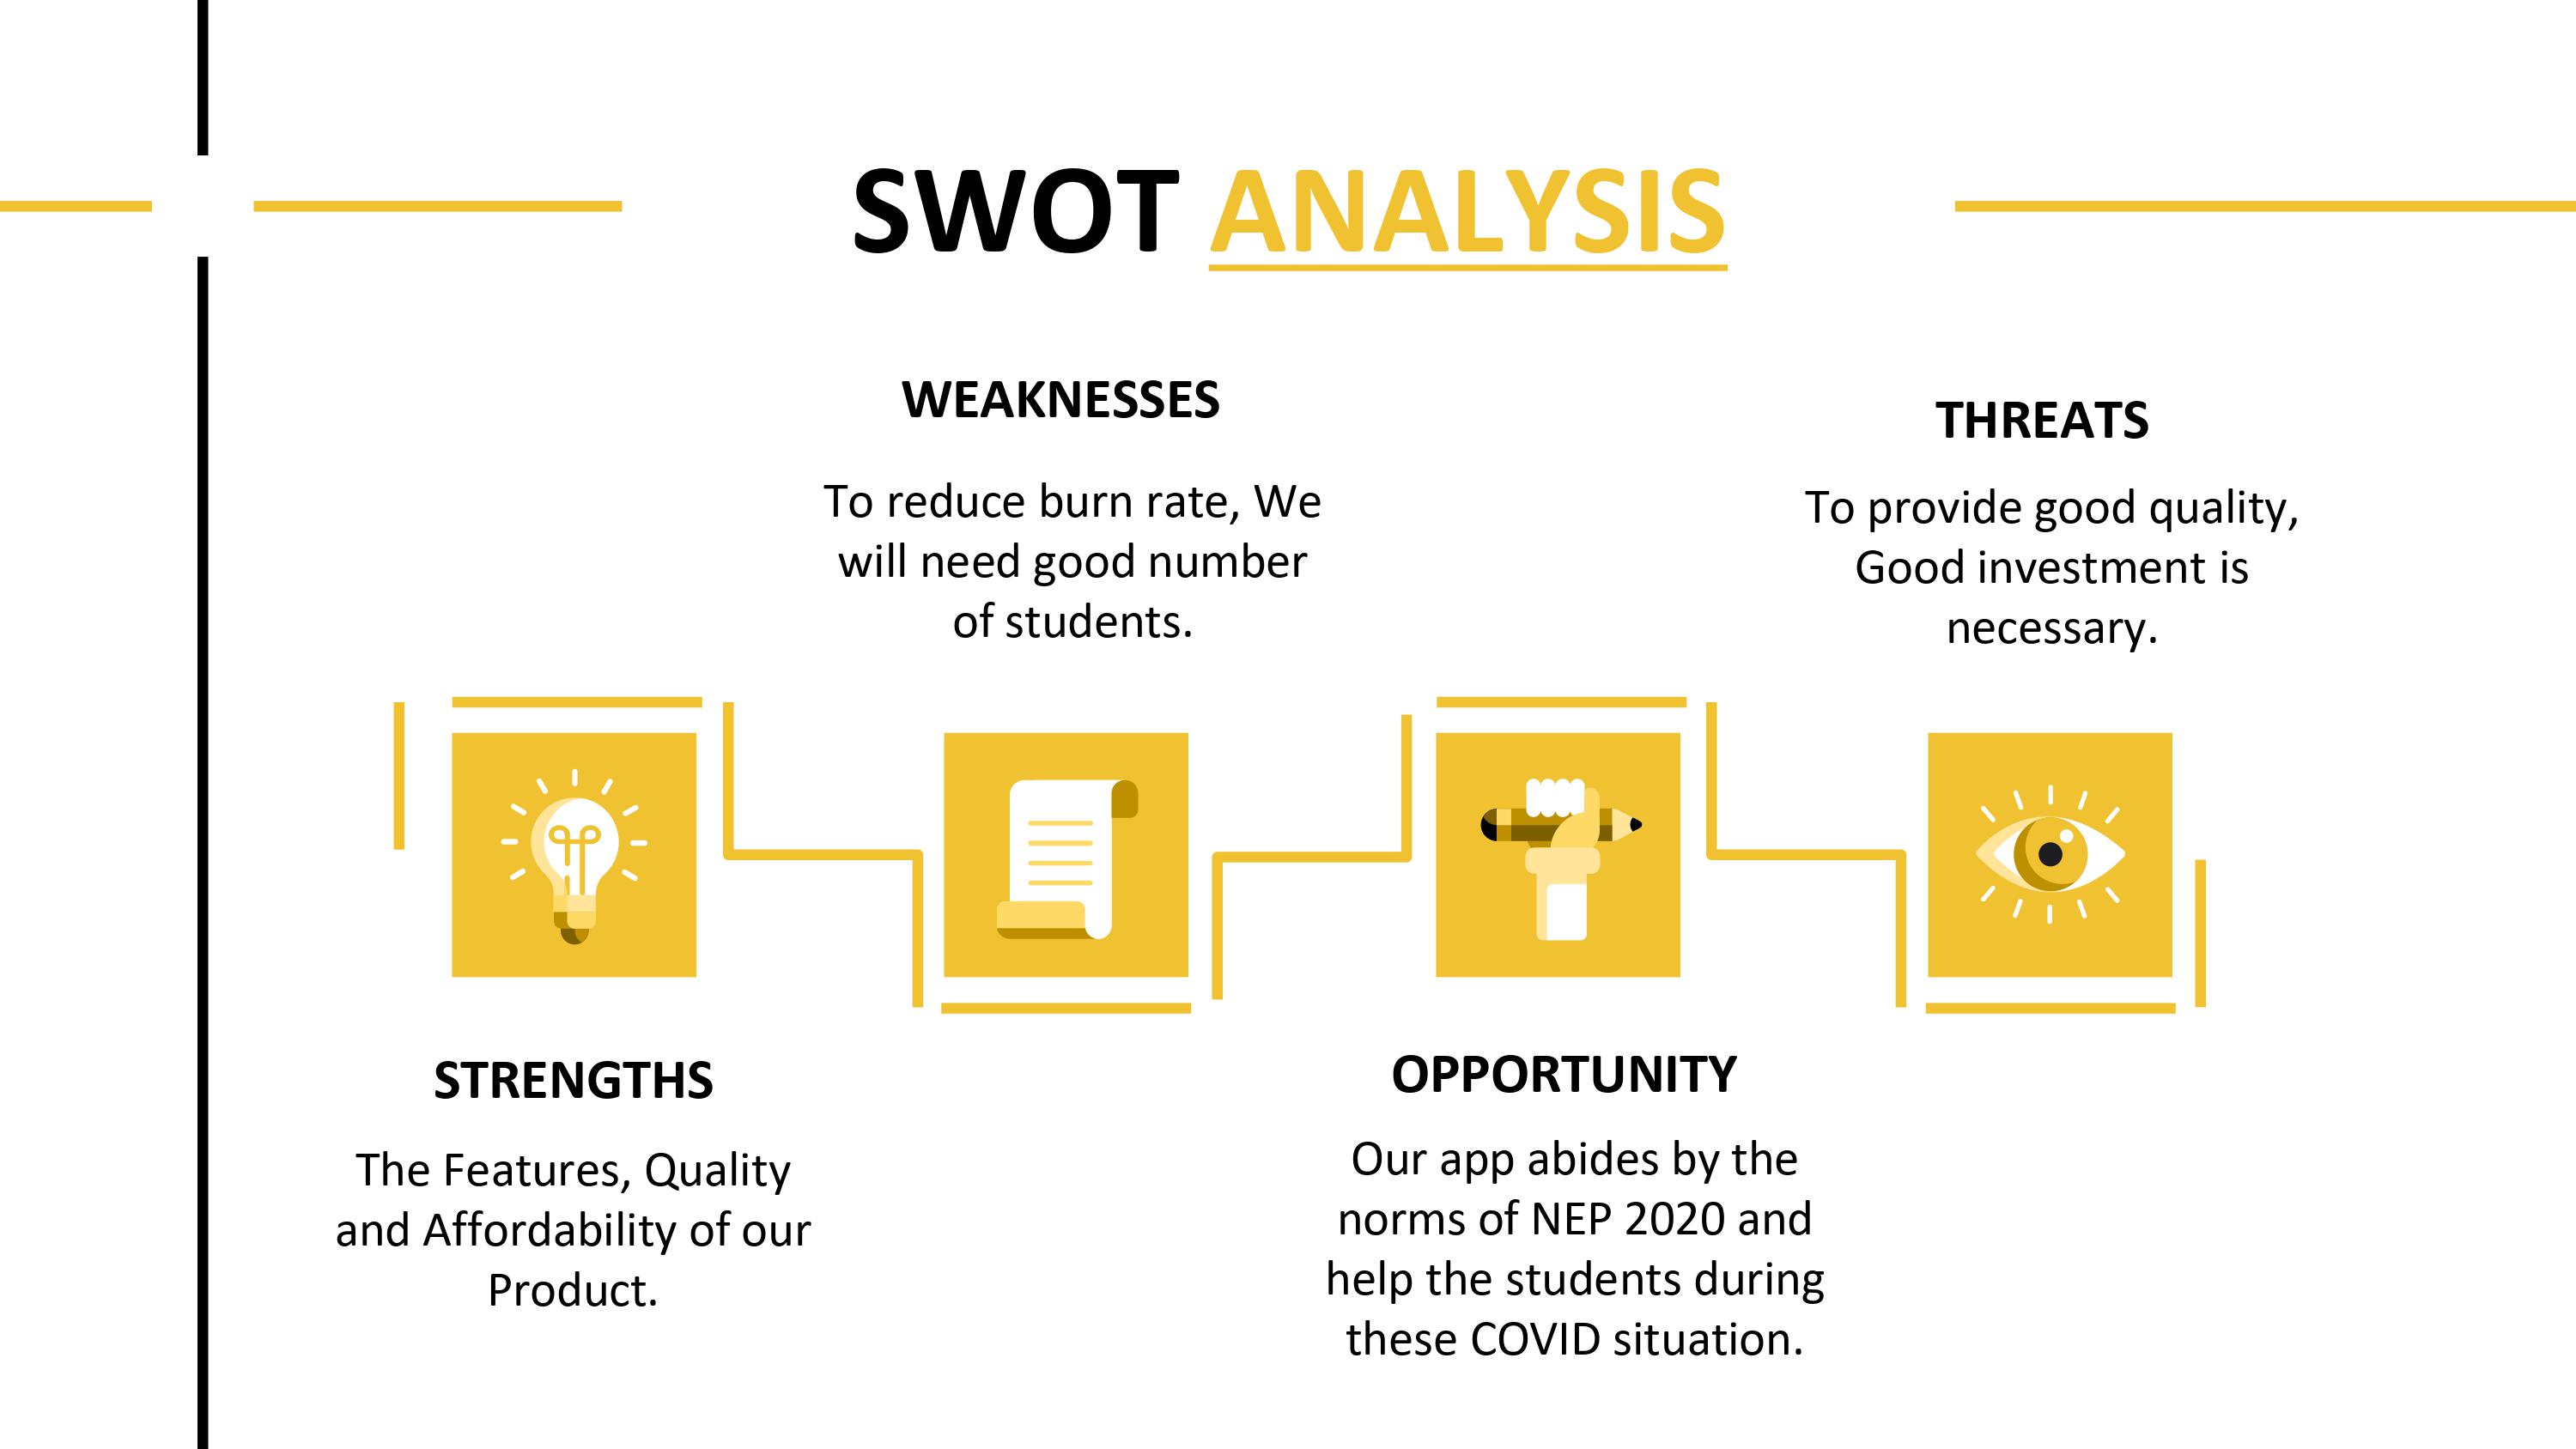 SWOT ANALYSIS
WEAKNESSES
To reduce burn rate, We
will need good number
of students.
THREATS
To provide good quality,
Good investment is
necessary.
STRENGTHS
The Features, Quality
and Affordability of our
Product.
OPPORTUNITY
Our app abides by the
norms of NEP 2020 and
help the students during
these COVID situation.